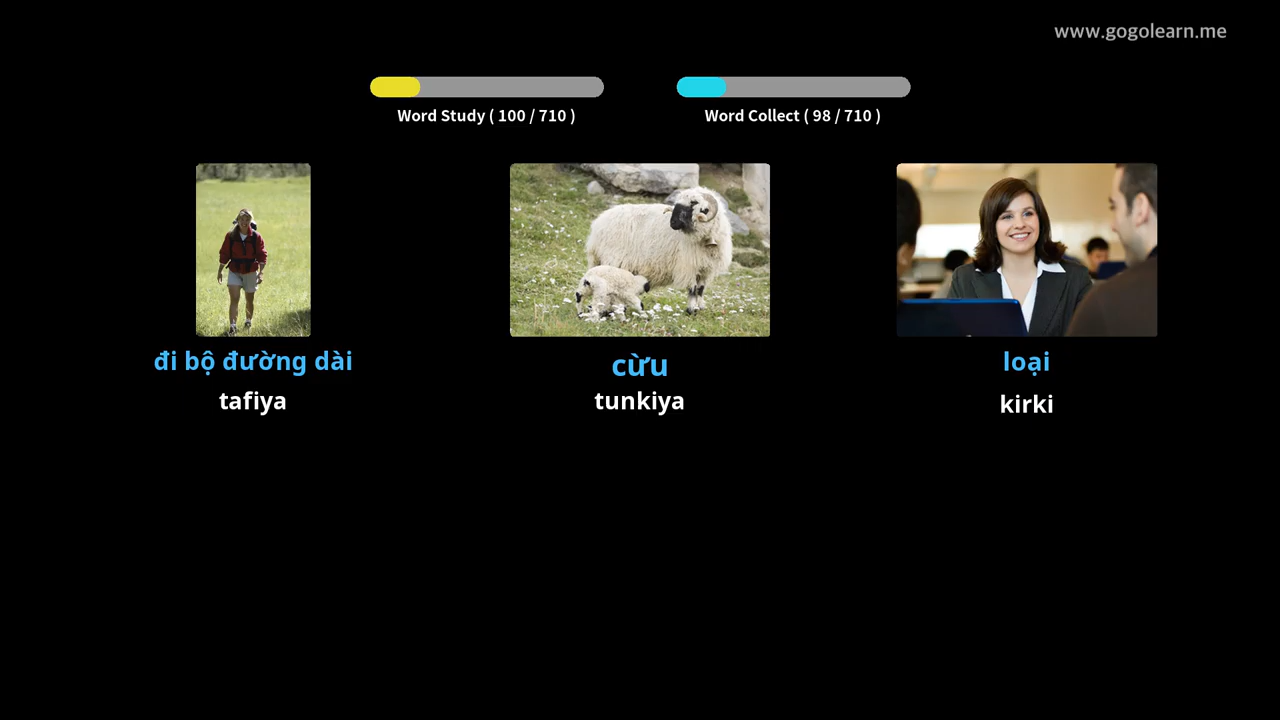 www.gogolearn.me
Word Study ( 100 / 710 )
Word Collect ( 98 / 710 )
đi bộ đường dài
tafiya
cừu
tunkiya
loại
kirki